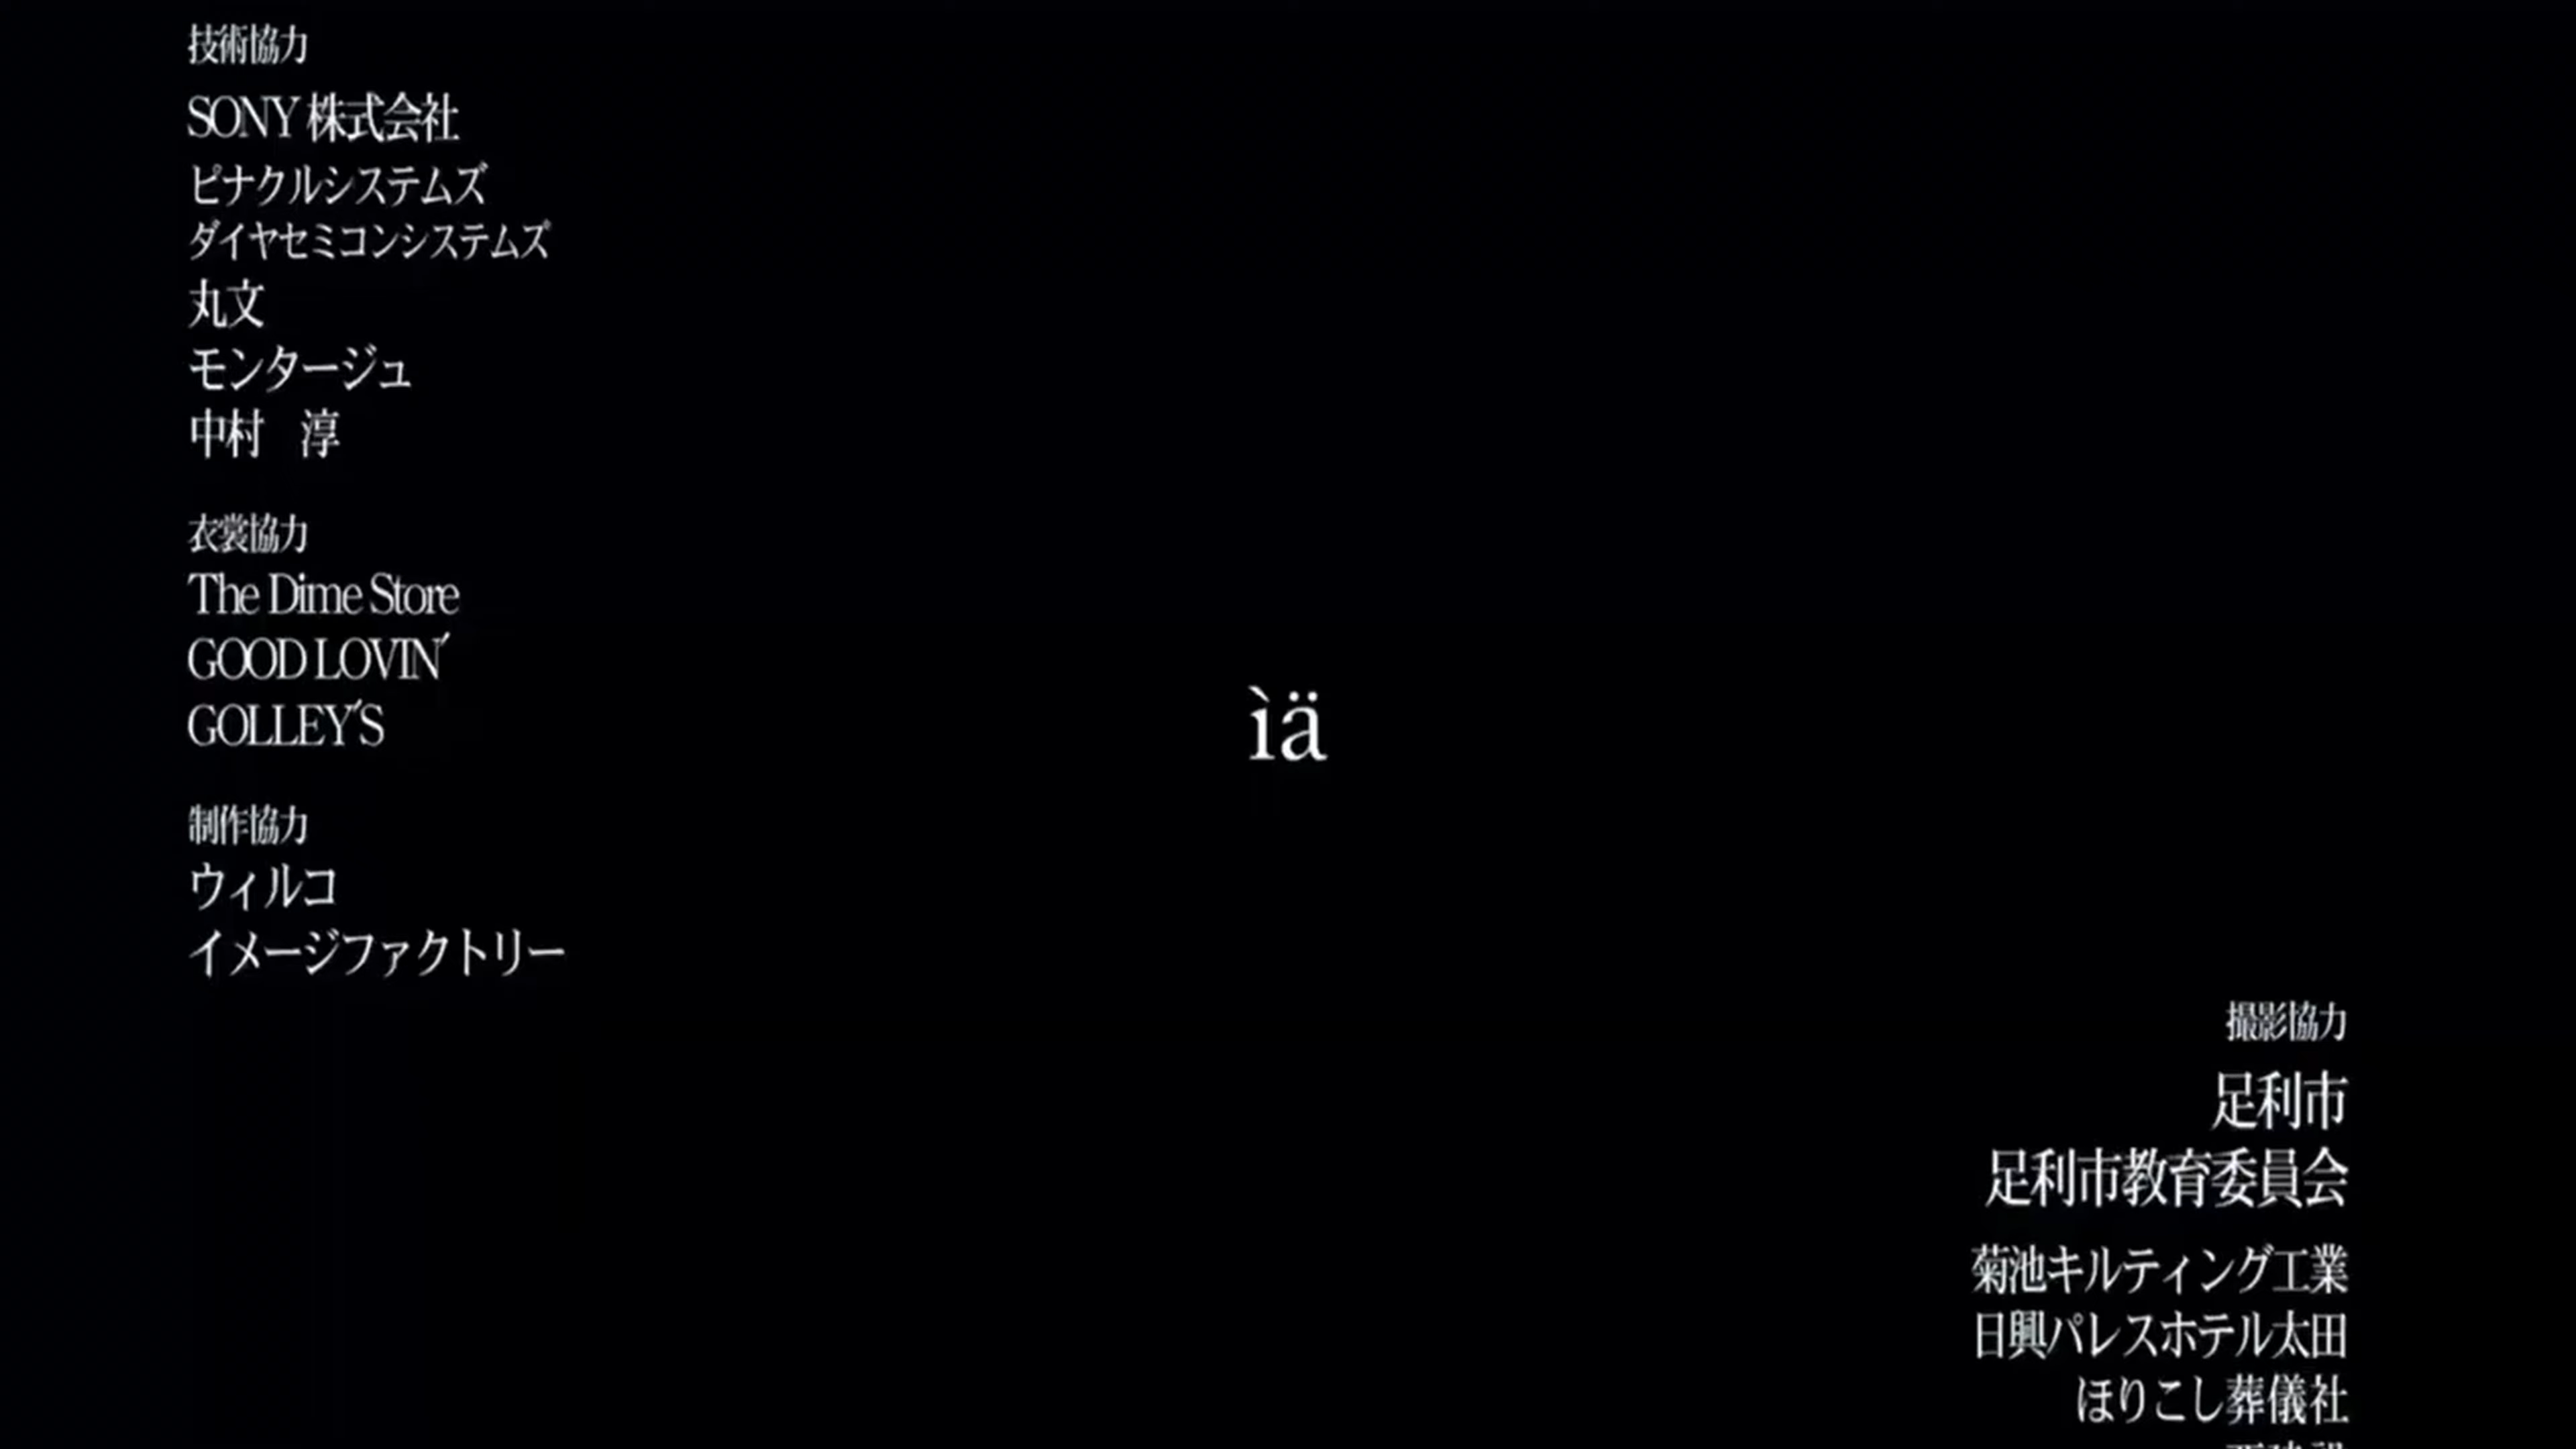 技術協力
SONY 株式会社
ピナクルシステムズ
ダイヤセミコンシステムズ
丸文
モンタージュ
中村　淳
衣裳協力
The Dime Store
GOOD LOVIN'
GOLLEY'S
ìä
制作協力
ウィルコ
イメージファクトリー
撮影協力
足利市
足利市教育委員会
菊池キルティング工業
日興パレスホテル太田
ほりこし葬儀社